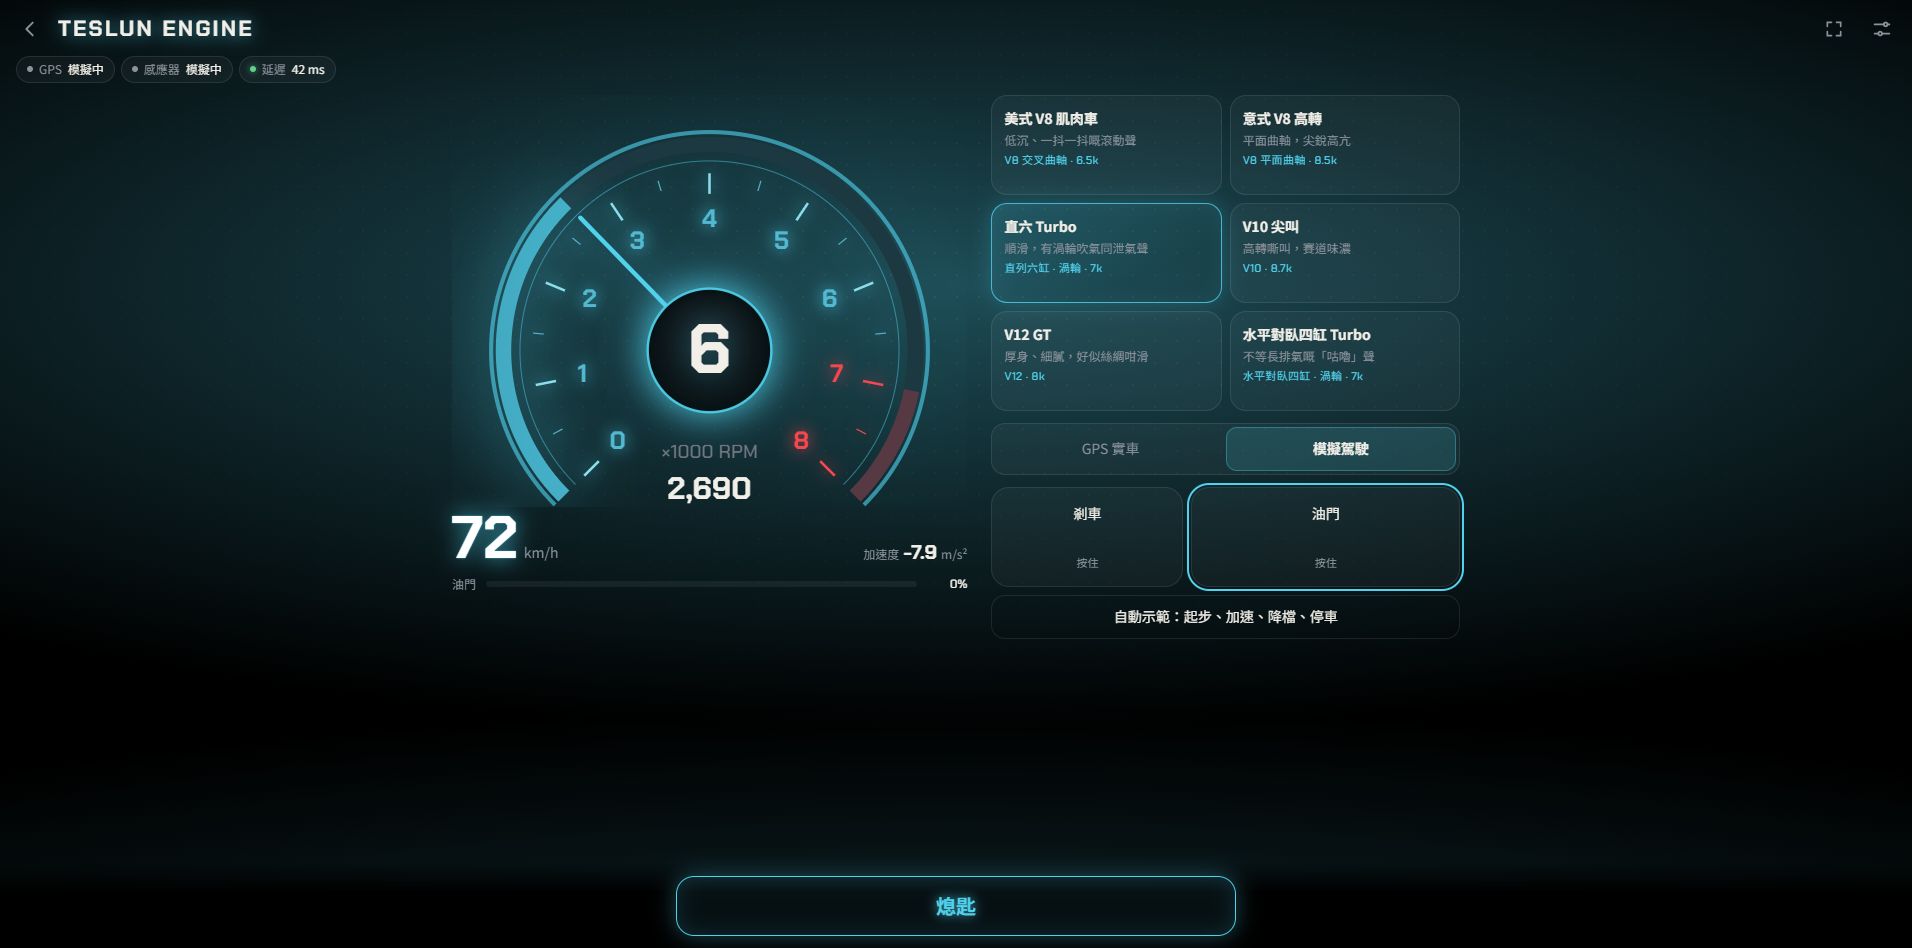 TESLUN ENGINE
GPS 模擬中
感應器 模擬中
延遲 42 ms
0
1
2
3
4
5
6
7
8
6
×1000 RPM
2,690
72 km/h
加速度 -7.9 m/s²
油門 0%
美式 V8 肌肉車
低沉、一抖一抖嘅滾動聲
V8 交叉曲軸 · 6.5k
意式 V8 高轉
平面曲軸，尖銳高亢
V8 平面曲軸 · 8.5k
直六 Turbo
順滑，有渦輪吹氣同泄氣聲
直列六缸 · 渦輪 · 7k
V10 尖叫
高轉嘶叫，賽道味濃
V10 · 8.7k
V12 GT
厚身、細膩，好似絲綢咁滑
V12 · 8k
水平對臥四缸 Turbo
不等長排氣嘅「咕嚕」聲
水平對臥四缸 · 渦輪 · 7k
GPS 實車
模擬駕駛
剎車
按住
油門
按住
自動示範：起步、加速、降檔、停車
熄匙